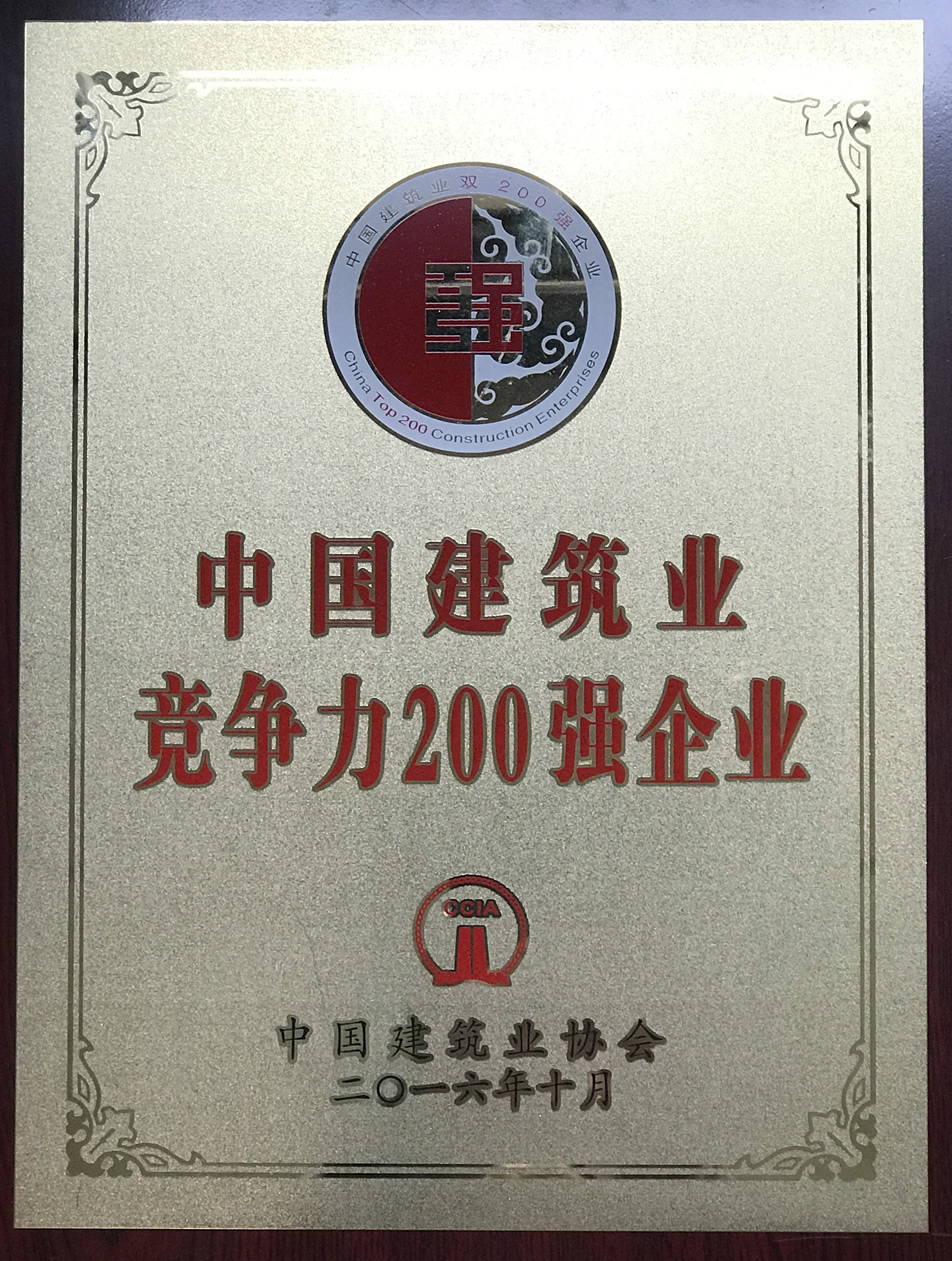 中国建筑业双200强企业
强
China Top 200 Construction Enterprises
中国建筑业
竞争力200强企业
CCIA
中国建筑业协会
二〇一六年十月